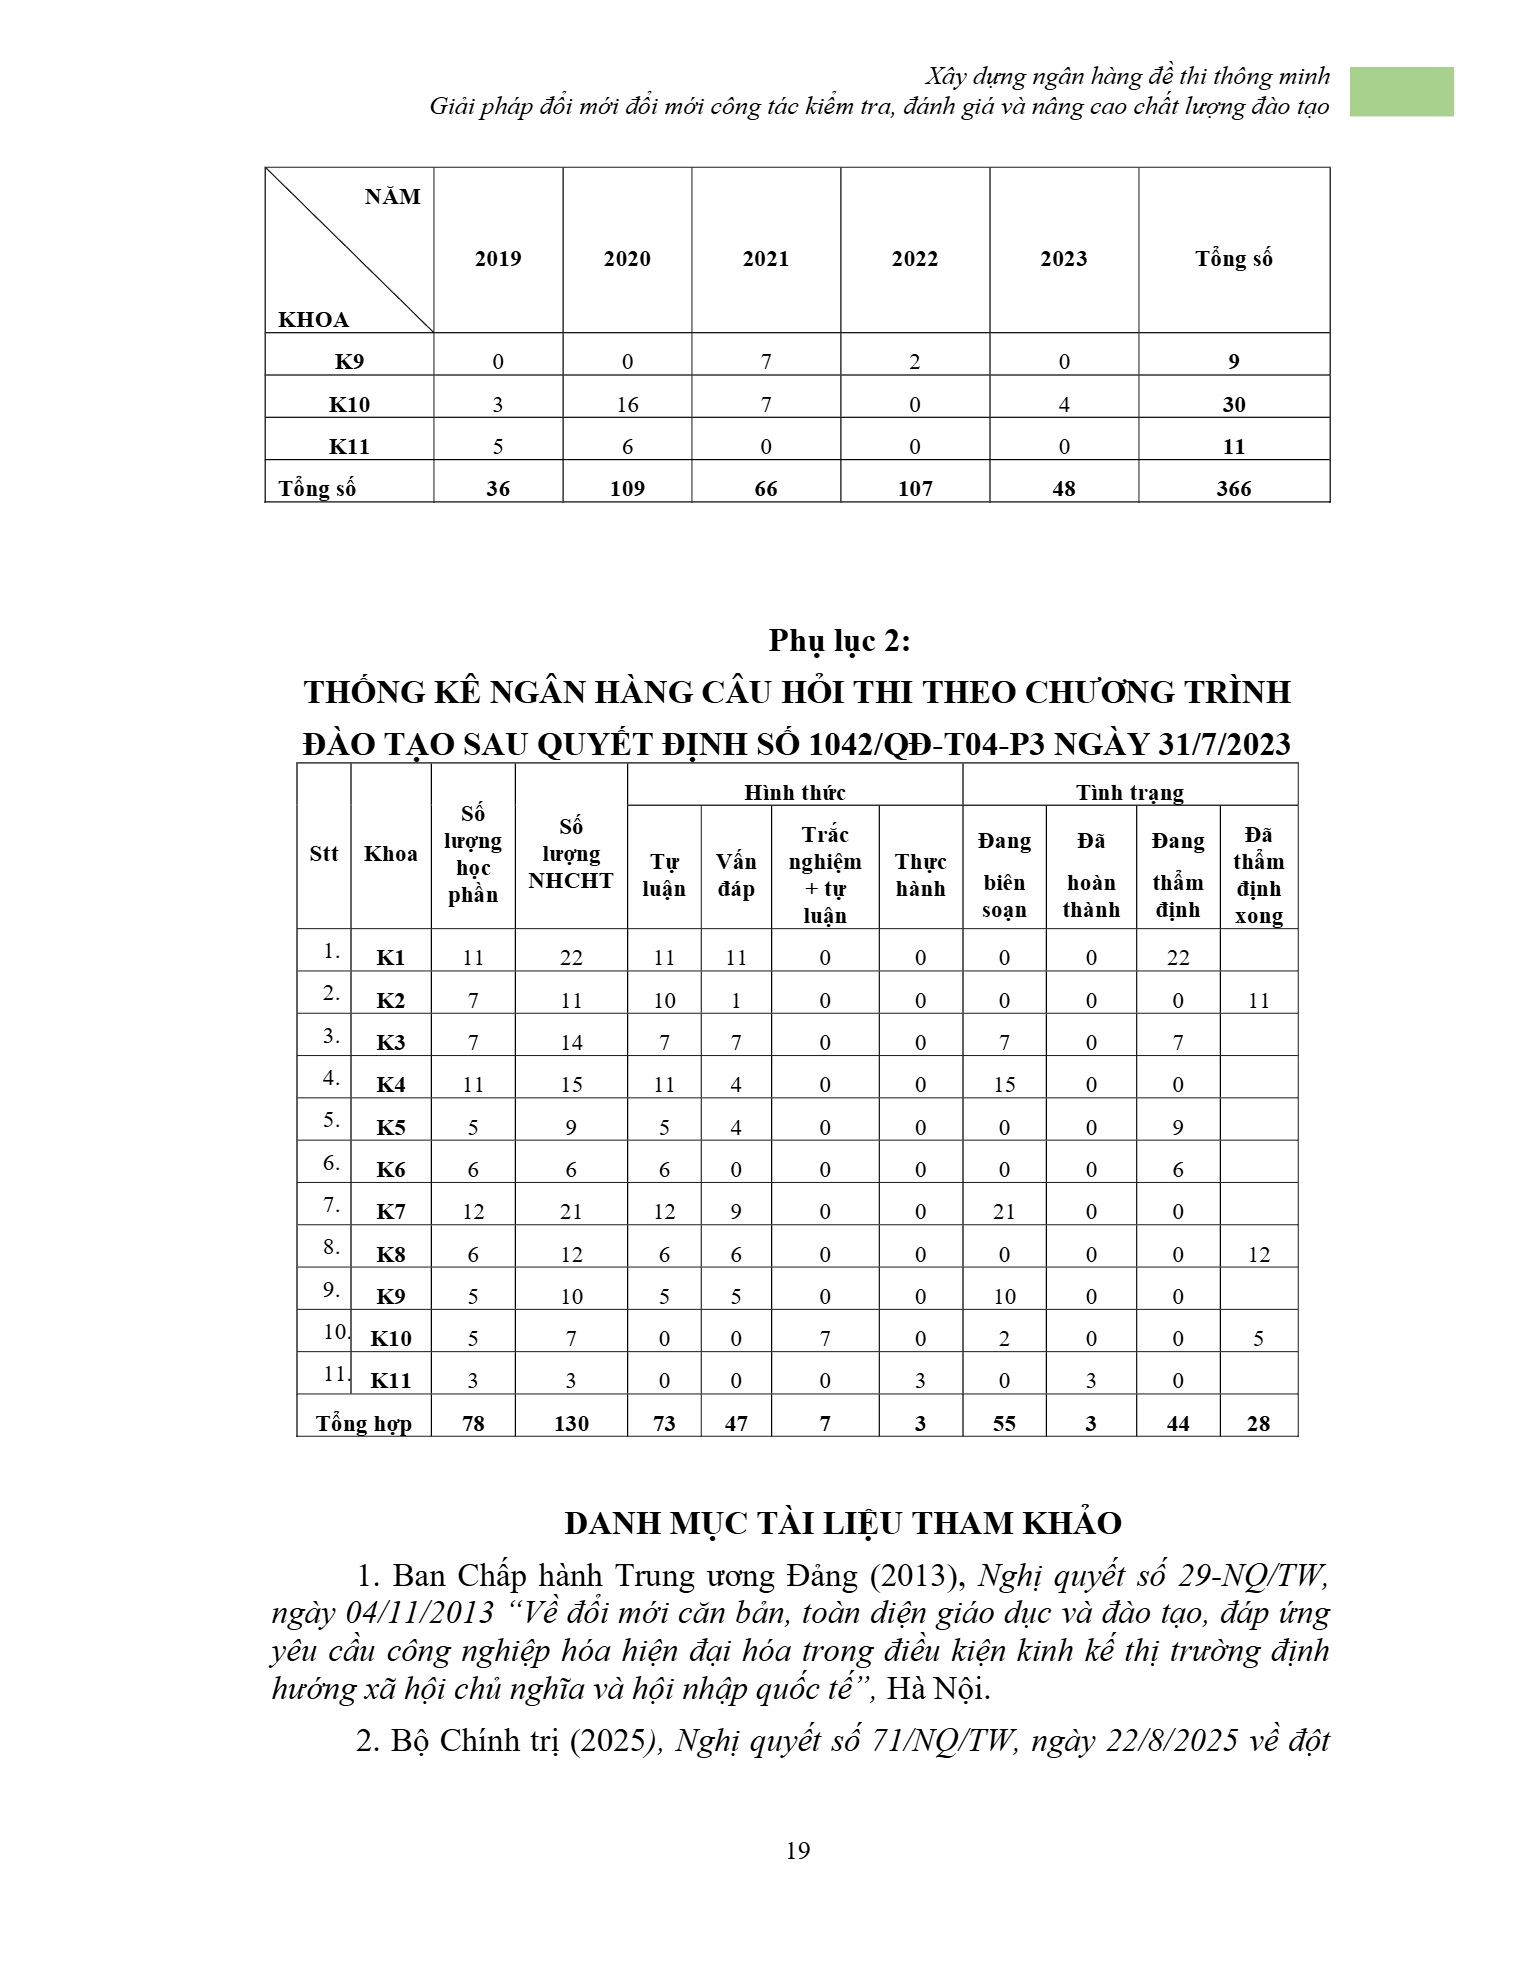 Xây dựng ngân hàng đề thi thông minh
Giải pháp đổi mới đổi mới công tác kiểm tra, đánh giá và nâng cao chất lượng đào tạo
NĂM
KHOA
2019 2020 2021 2022 2023 Tổng số
K9 0 0 7 2 0 9
K10 3 16 7 0 4 30
K11 5 6 0 0 0 11
Tổng số 36 109 66 107 48 366
Phụ lục 2:
THỐNG KÊ NGÂN HÀNG CÂU HỎI THI THEO CHƯƠNG TRÌNH
ĐÀO TẠO SAU QUYẾT ĐỊNH SỐ 1042/QĐ-T04-P3 NGÀY 31/7/2023
Stt
Khoa
Số
lượng
học
phần
Số
lượng
NHCHT
Hình thức
Tình trạng
Tự
luận
Vấn
đáp
Trắc
nghiệm
+ tự
luận
Thực
hành
Đang
biên
soạn
Đã
hoàn
thành
Đang
thẩm
định
Đã
thẩm
định
xong
1. K1 11 22 11 11 0 0 0 0 22
2. K2 7 11 10 1 0 0 0 0 0 11
3. K3 7 14 7 7 0 0 7 0 7
4. K4 11 15 11 4 0 0 15 0 0
5. K5 5 9 5 4 0 0 0 0 9
6. K6 6 6 6 0 0 0 0 0 6
7. K7 12 21 12 9 0 0 21 0 0
8. K8 6 12 6 6 0 0 0 0 0 12
9. K9 5 10 5 5 0 0 10 0 0
10. K10 5 7 0 0 7 0 2 0 0 5
11. K11 3 3 0 0 0 3 0 3 0
Tổng hợp 78 130 73 47 7 3 55 3 44 28
DANH MỤC TÀI LIỆU THAM KHẢO
1. Ban Chấp hành Trung ương Đảng (2013), Nghị quyết số 29-NQ/TW,
ngày 04/11/2013 “Về đổi mới căn bản, toàn diện giáo dục và đào tạo, đáp ứng
yêu cầu công nghiệp hóa hiện đại hóa trong điều kiện kinh kế thị trường định
hướng xã hội chủ nghĩa và hội nhập quốc tế”, Hà Nội.
2. Bộ Chính trị (2025), Nghị quyết số 71/NQ/TW, ngày 22/8/2025 về đột
19